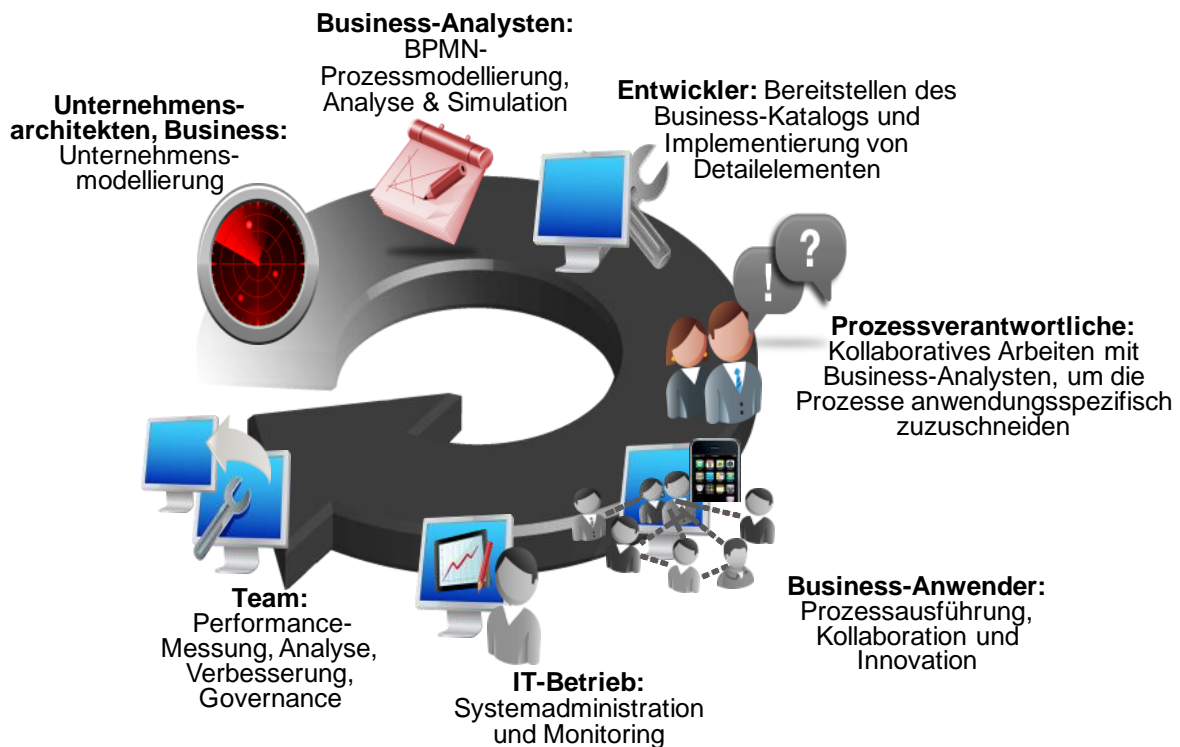 Business-Analysten:
BPMN-
Prozessmodellierung,
Analyse & Simulation
Unternehmens-
architekten, Business:
Unternehmens-
modellierung
Entwickler: Bereitstellen des
Business-Katalogs und
Implementierung von
Detailelementen
! ?
Prozessverantwortliche:
Kollaboratives Arbeiten mit
Business-Analysten, um die
Prozesse anwendungsspezifisch
zuzuschneiden
Business-Anwender:
Prozessausführung,
Kollaboration und
Innovation
IT-Betrieb:
Systemadministration
und Monitoring
Team:
Performance-
Messung, Analyse,
Verbesserung,
Governance